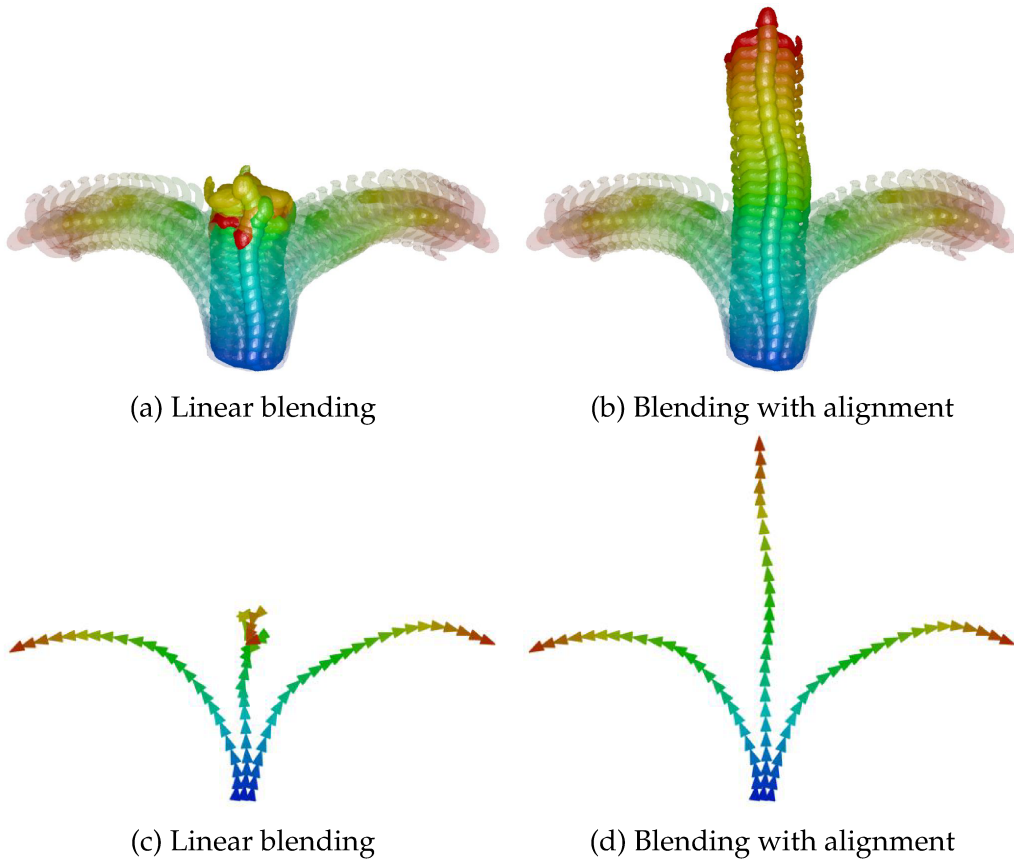 (a) Linear blending
(b) Blending with alignment
(c) Linear blending
(d) Blending with alignment